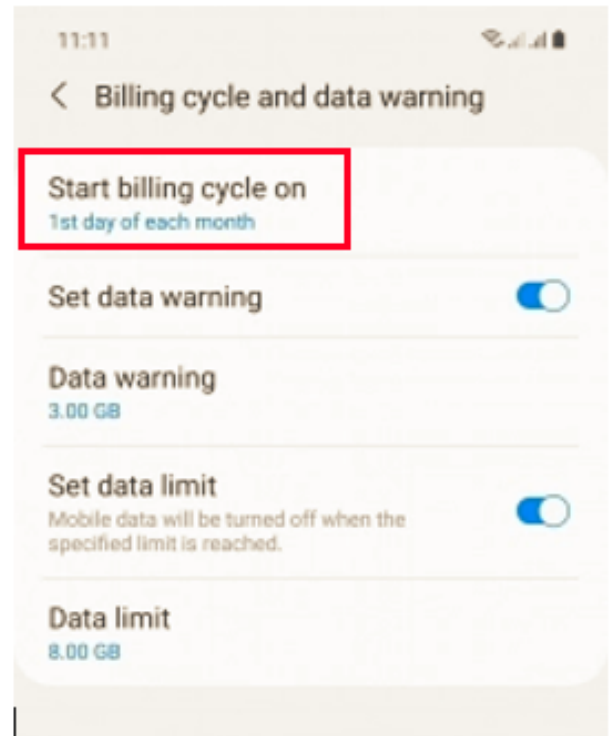 11:11
Billing cycle and data warning
Start billing cycle on
1st day of each month
Set data warning
Data warning
3.00 GB
Set data limit
Mobile data will be turned off when the
specified limit is reached.
Data limit
8.00 GB